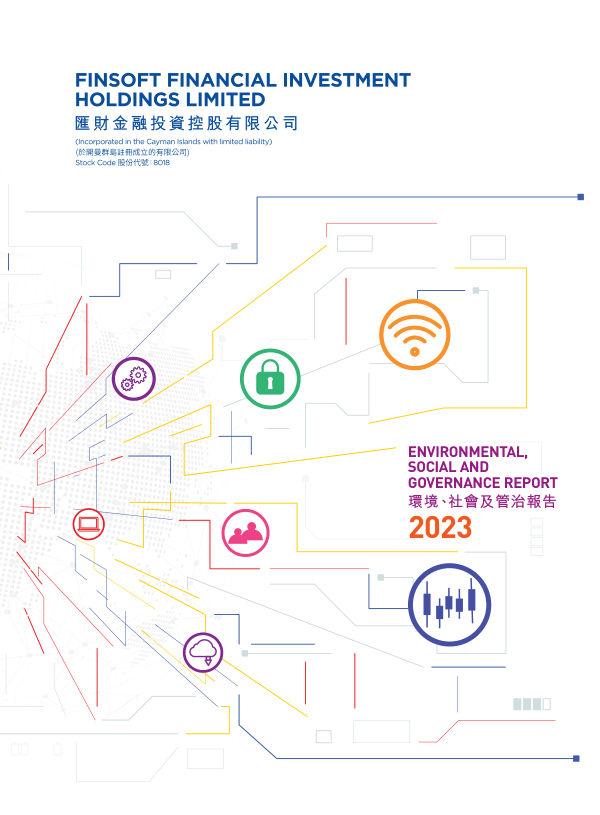 FINSOFT FINANCIAL INVESTMENT
HOLDINGS LIMITED
匯財金融投資控股有限公司
(Incorporated in the Cayman Islands with limited liability)
(於開曼群島註冊成立的有限公司)
Stock Code 股份代號 : 8018
ENVIRONMENTAL,
SOCIAL AND
GOVERNANCE REPORT
環境、社會及管治報告
2023